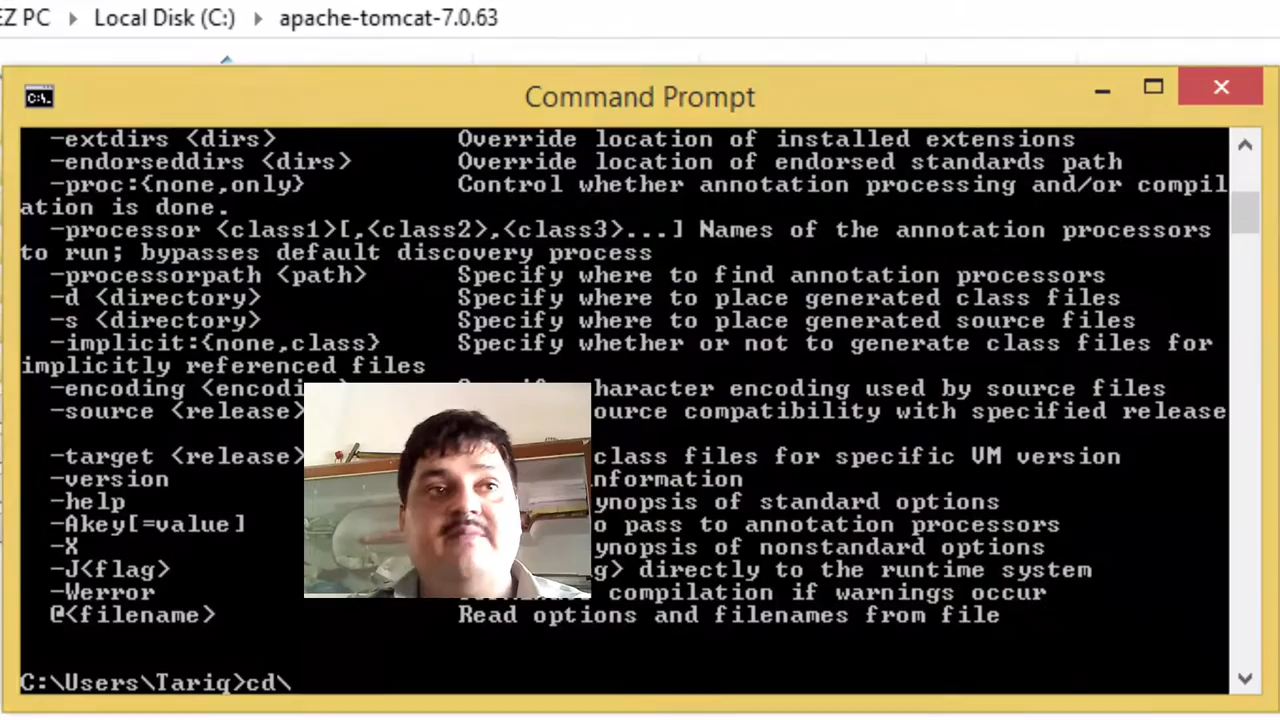 EZ PC ▸ Local Disk (C:) ▸ apache-tomcat-7.0.63
C:\. Command Prompt
-extdirs <dirs> Override location of installed extensions
-endorseddirs <dirs> Override location of endorsed standards path
-proc:{none,only} Control whether annotation processing and/or compil
ation is done.
-processor <class1>[,<class2>,<class3>...] Names of the annotation processors
to run; bypasses default discovery process
-processorpath <path> Specify where to find annotation processors
-d <directory> Specify where to place generated class files
-s <directory> Specify where to place generated source files
-implicit:{none,class} Specify whether or not to generate class files for
implicitly referenced files
-encoding <encodi haracter encoding used by source files
-source <release> ource compatibility with specified release
-target <release> class files for specific VM version
-version nformation
-help ynopsis of standard options
-Akey[=value] o pass to annotation processors
-X ynopsis of nonstandard options
-J<flag> g> directly to the runtime system
-Werror compilation if warnings occur
@<filename> Read options and filenames from file
C:\Users\Tariq>cd\